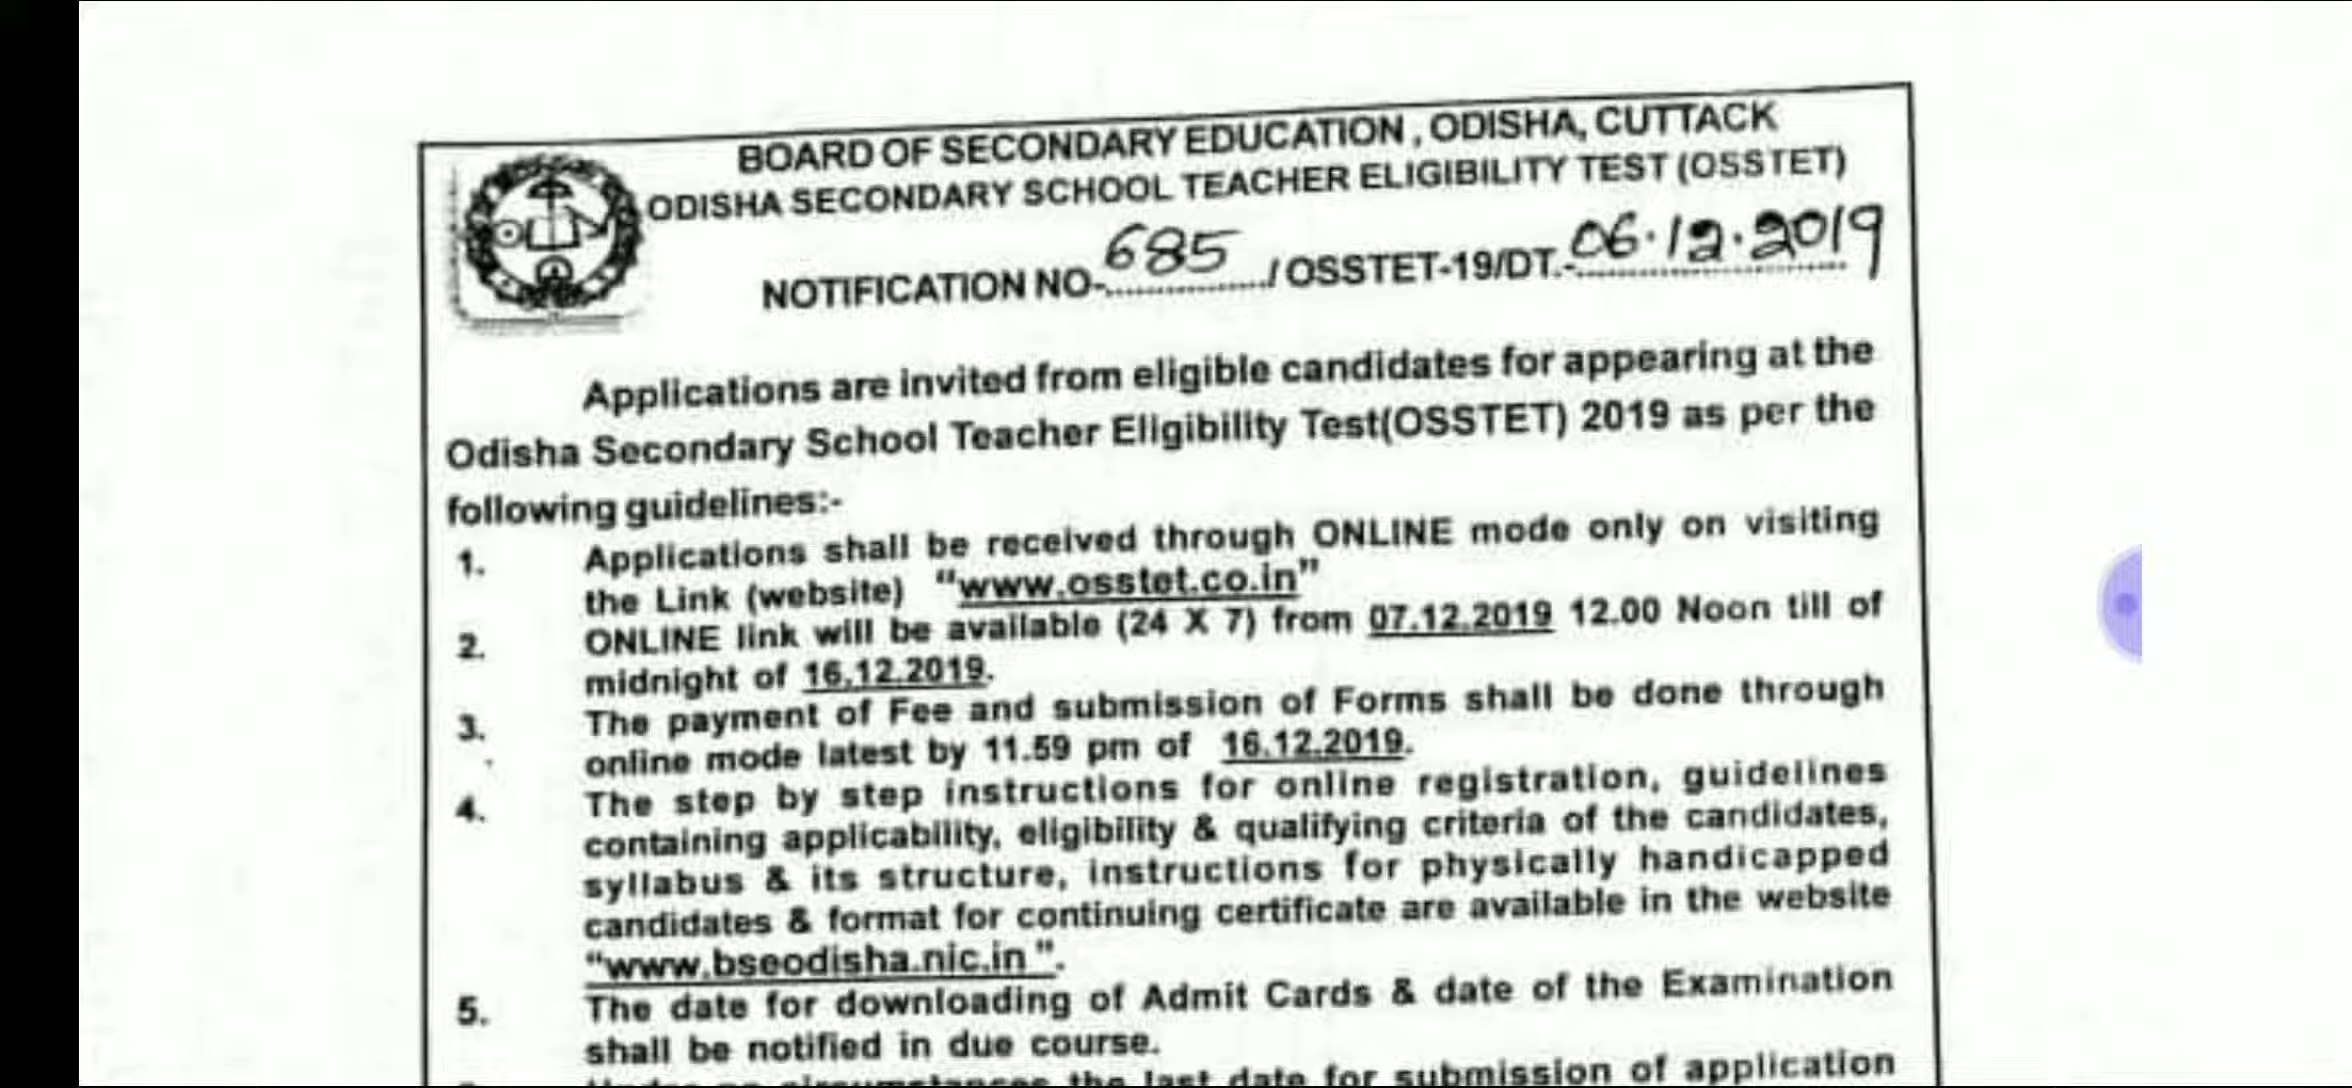 BOARD OF SECONDARY EDUCATION , ODISHA, CUTTACK
ODISHA SECONDARY SCHOOL TEACHER ELIGIBILITY TEST (OSSTET)
NOTIFICATION NO-685/OSSTET-19/DT.-06.12.2019
Applications are invited from eligible candidates for appearing at the
Odisha Secondary School Teacher Eligibility Test(OSSTET) 2019 as per the
following guidelines:-
1. Applications shall be received through ONLINE mode only on visiting
the Link (website) "www.osstet.co.in"
2. ONLINE link will be available (24 X 7) from 07.12.2019 12.00 Noon till of
midnight of 16.12.2019.
3. The payment of Fee and submission of Forms shall be done through
online mode latest by 11.59 pm of 16.12.2019.
4. The step by step instructions for online registration, guidelines
containing applicability, eligibility & qualifying criteria of the candidates,
syllabus & its structure, instructions for physically handicapped
candidates & format for continuing certificate are available in the website
"www.bseodisha.nic.in ".
5. The date for downloading of Admit Cards & date of the Examination
shall be notified in due course.
Under no circumstances the last date for submission of application